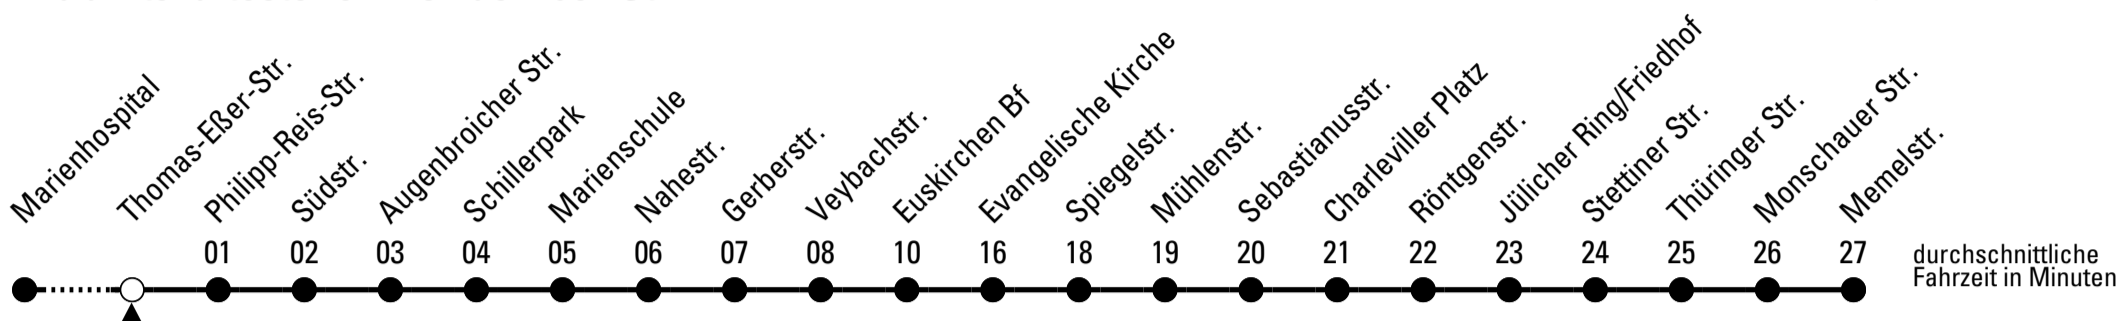 Marienhospital
Thomas-Eßer-Str.
Philipp-Reis-Str.
Südstr.
Augenbroicher Str.
Schillerpark
Marienschule
Nahestr.
Gerberstr.
Veybachstr.
Euskirchen Bf
Evangelische Kirche
Spiegelstr.
Mühlenstr.
Sebastianusstr.
Charleviller Platz
Röntgenstr.
Jülicher Ring/Friedhof
Stettiner Str.
Thüringer Str.
Monschauer Str.
Memelstr.
01 02 03 04 05 06 07 08 10 16 18 19 20 21 22 23 24 25 26 27
durchschnittliche
Fahrzeit in Minuten